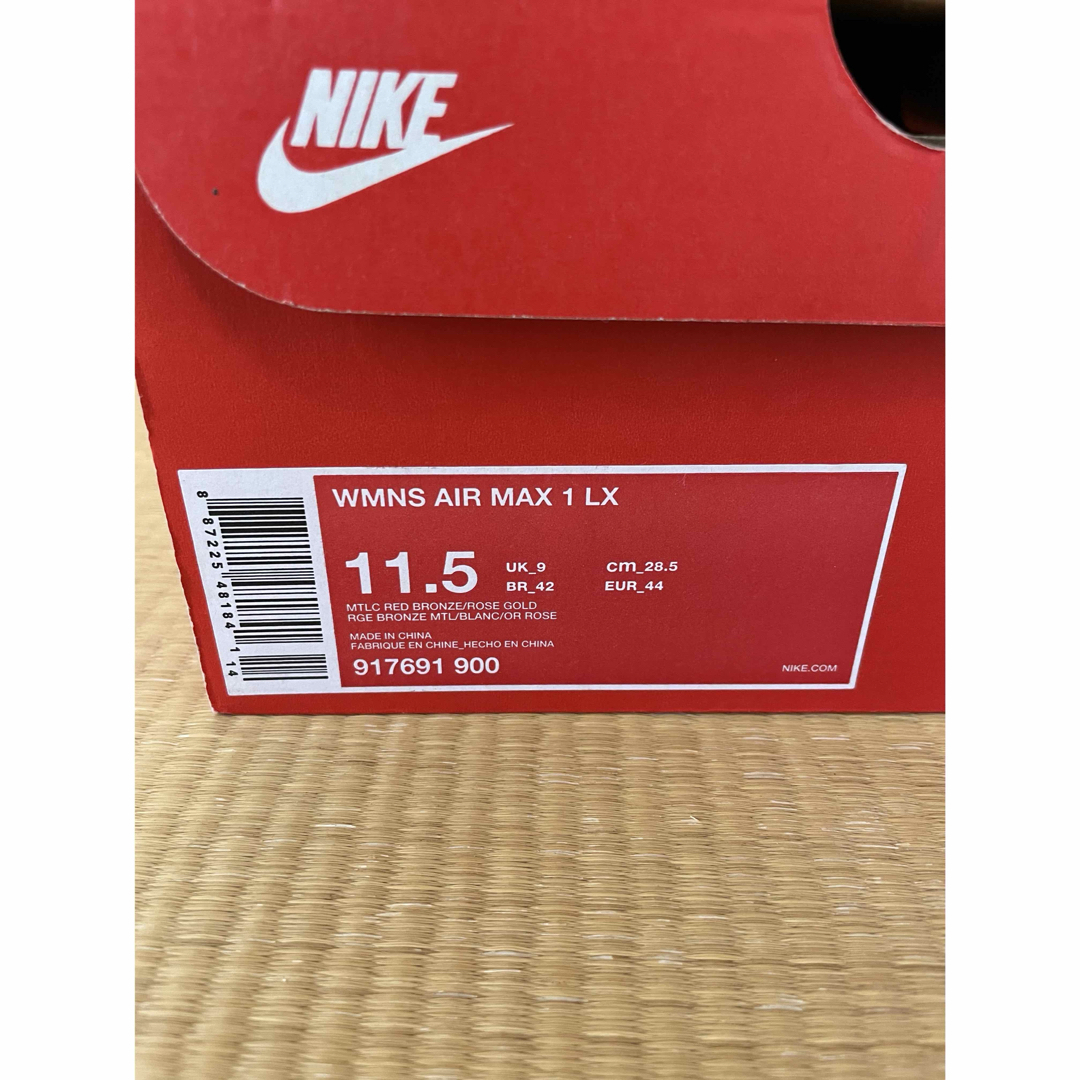 NIKE
WMNS AIR MAX 1 LX
11.5
UK_9 cm_28.5
BR_42 EUR_44
MTLC RED BRONZE/ROSE GOLD
RGE BRONZE MTL/BLANC/OR ROSE
MADE IN CHINA
FABRIQUE EN CHINE_HECHO EN CHINA
917691 900
NIKE.COM
8 87225 48184 1 14